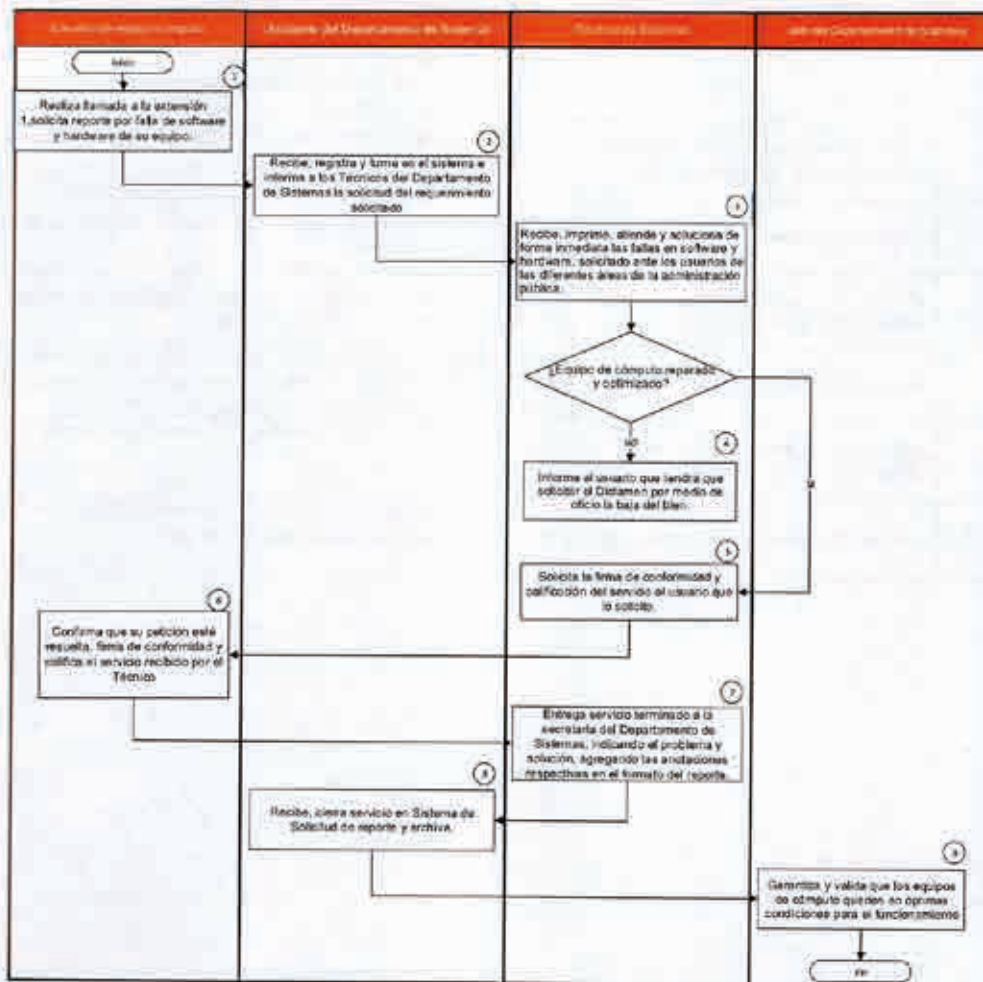 Asistente del Departamento de Sistemas
Inicio
1
Realiza llamada a la extensión
1,solicita reporte por falla de software
y hardware de su equipo.
2
Recibe, registra y turna en el sistema e
informa a los Técnicos del Departamento
de Sistemas la solicitud del requerimiento
solicitado
3
Recibe, imprime, atiende y soluciona de
forma inmediata las fallas en software y
hardware, solicitado ante los usuarios de
las diferentes áreas de la administración
pública.
¿Equipo de cómputo reparado
y optimizado?
NO
SI
4
Informa al usuario que tendrá que
solicitar el Dictamen por medio de
oficio la baja del bien.
5
Solicita la firma de conformidad y
calificación del servicio al usuario que
lo solicito.
6
Confirma que su petición esté
resuelta, firma de conformidad y
califica el servicio recibido por el
Técnico
7
Entrega servicio terminado a la
secretaria del Departamento de
Sistemas, indicando el problema y
solución, agregando las anotaciones
respectivas en el formato del reporte.
8
Recibe, cierra servicio en Sistema de
Solicitud de reporte y archiva.
9
Garantiza y valida que los equipos
de cómputo queden en óptimas
condiciones para el funcionamiento
Fin